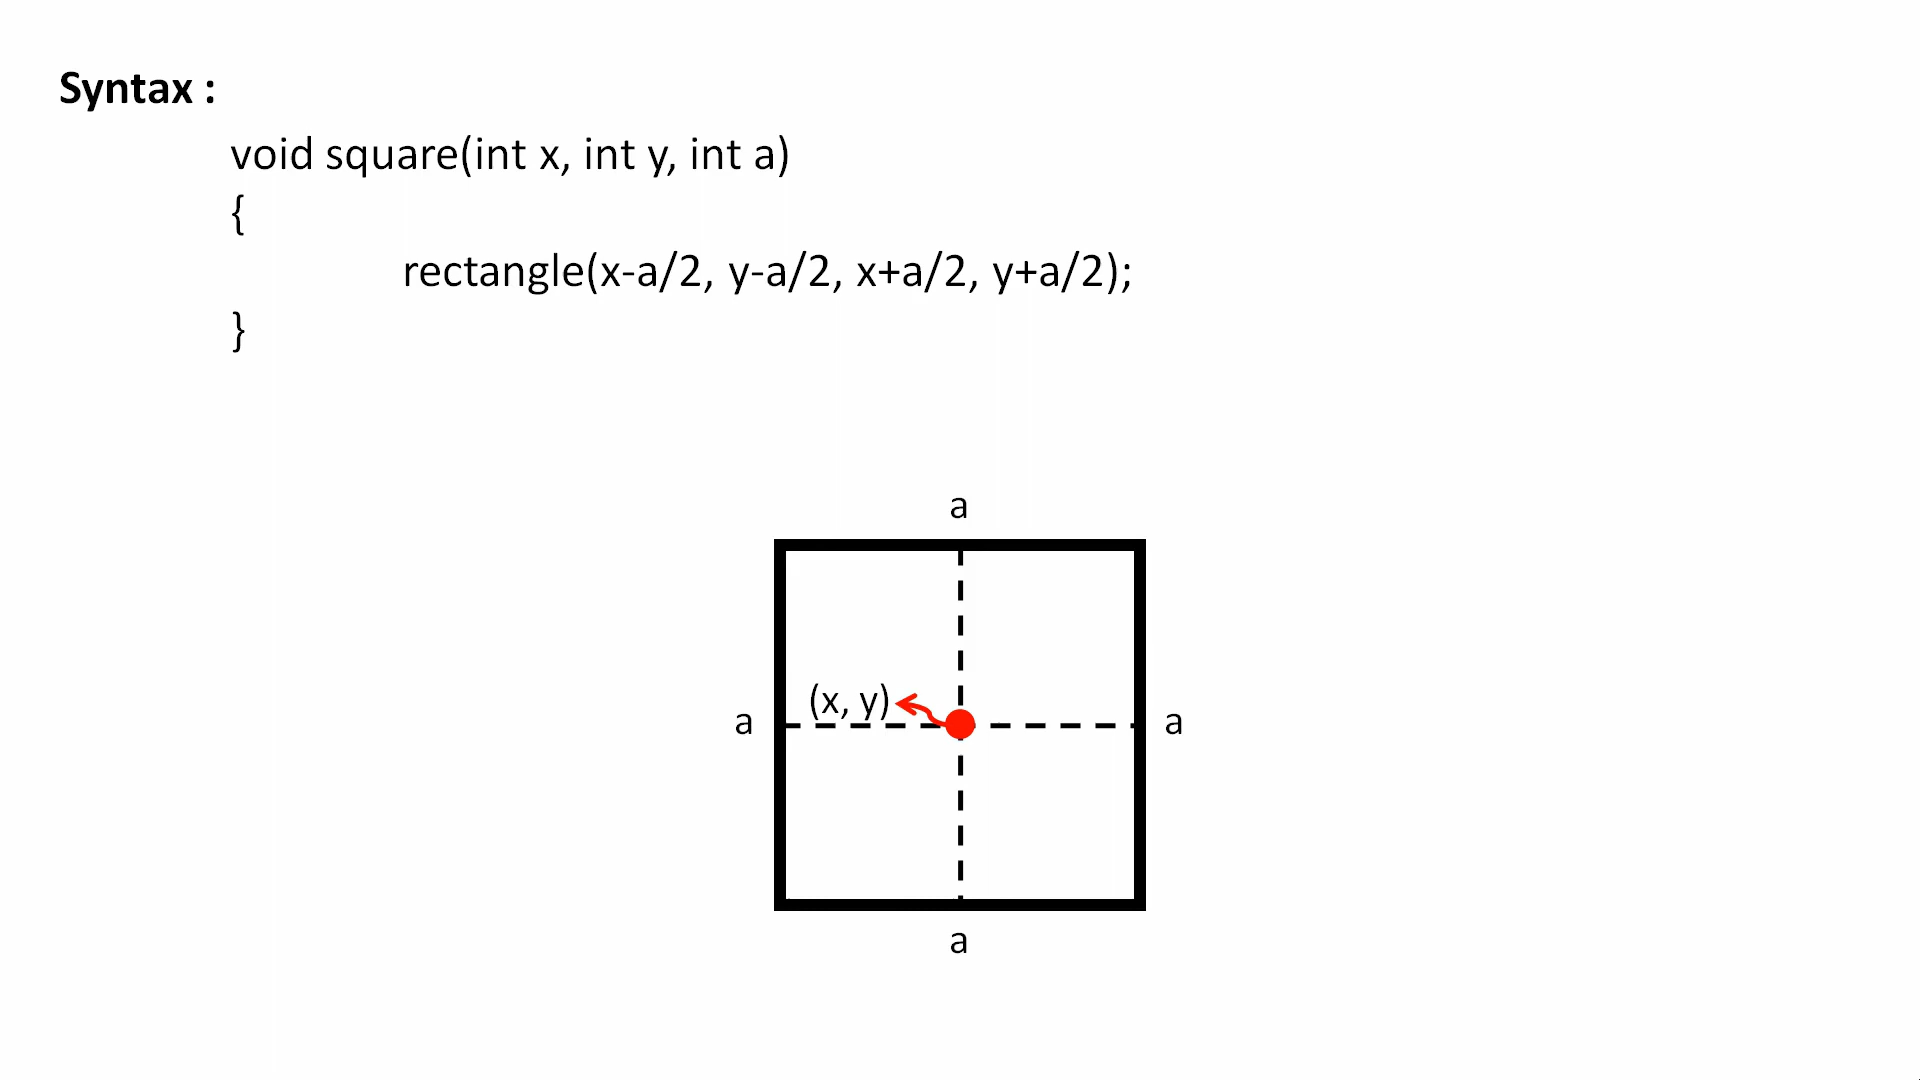 Syntax :
void square(int x, int y, int a)
{
rectangle(x-a/2, y-a/2, x+a/2, y+a/2);
}
a
(x, y)
a
a
a